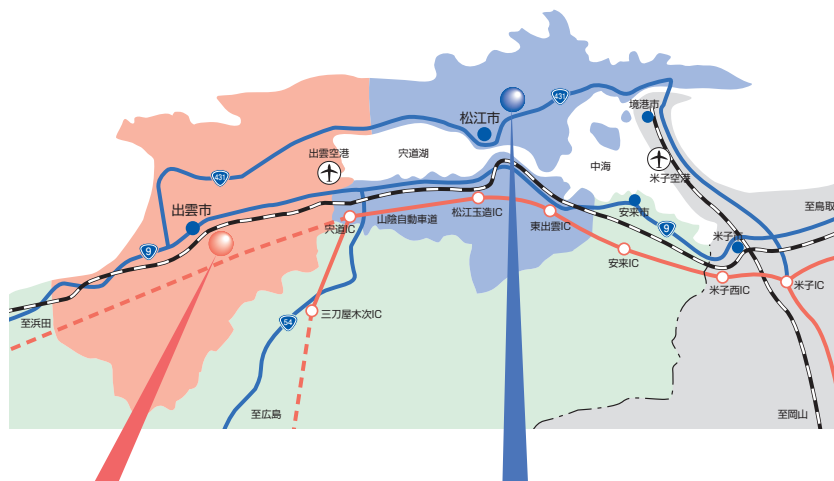 431
境港市
松江市
出雲空港
宍道湖
中海
米子空港
431
出雲市
9
宍道IC
山陰自動車道
松江玉造IC
東出雲IC
安来市
9
米子市
至鳥取
安来IC
米子西IC
米子IC
至浜田
54
三刀屋木次IC
至広島
至岡山